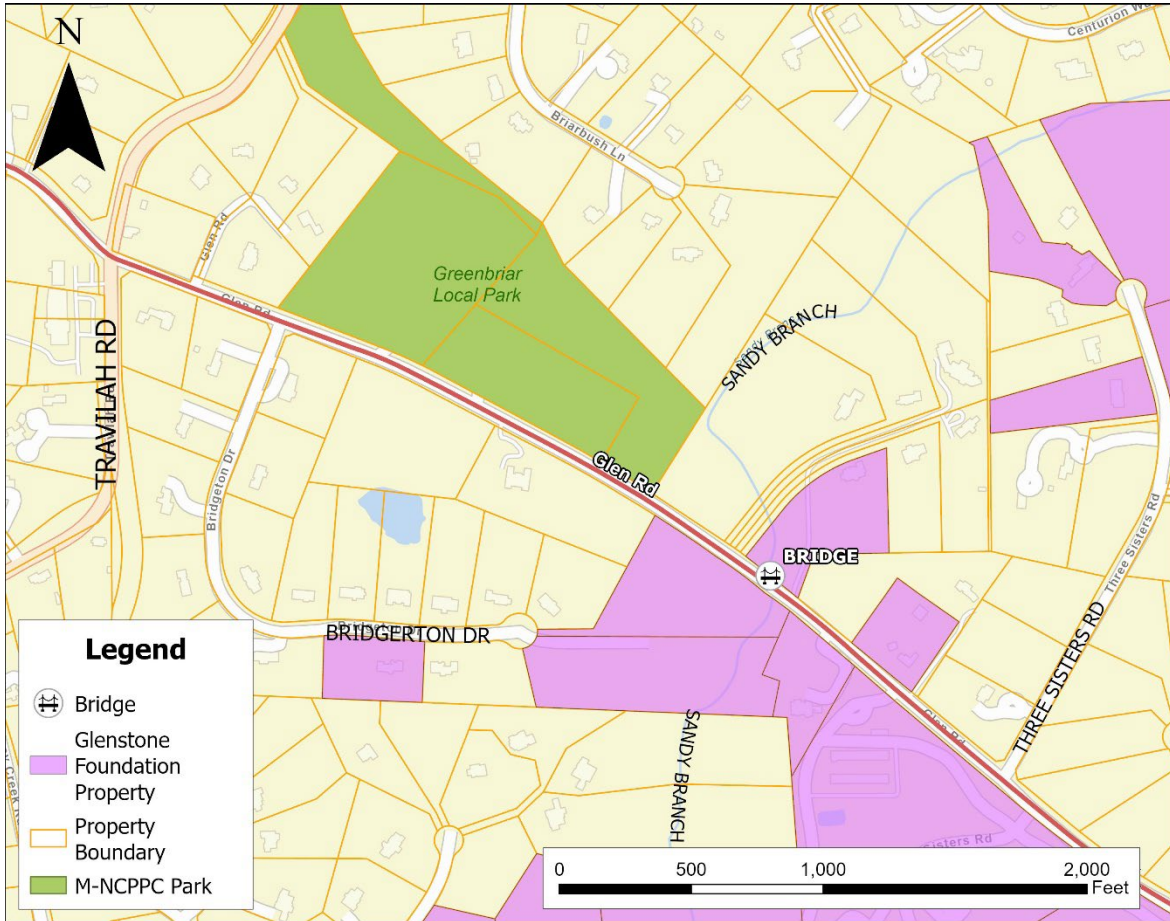 N
Centurion
Briarbush Ln
Glen Rd
Glen Rd
Greenbriar
Local Park
SANDY BRANCH
TRAVILAH RD
Glen Rd
Bridgeton Dr
BRIDGE
Three Sisters Rd
BRIDGERTON DR
THREE SISTERS RD
Glen Rd
SANDY BRANCH
Sisters Rd
Legend
Bridge
Glenstone
Foundation
Property
Property
Boundary
M-NCPPC Park
0 500 1,000 2,000
Feet